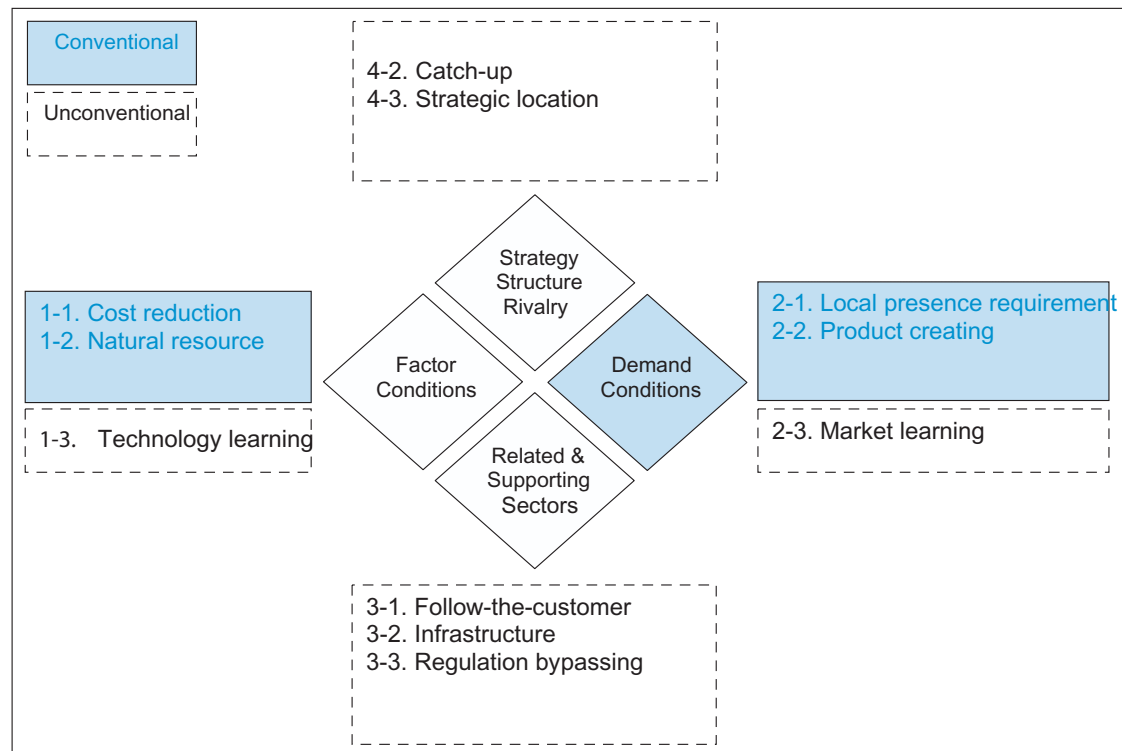 Conventional
Unconventional
4-2. Catch-up
4-3. Strategic location
Strategy
Structure
Rivalry
1-1. Cost reduction
1-2. Natural resource
1-3. Technology learning
Factor
Conditions
Demand
Conditions
2-1. Local presence requirement
2-2. Product creating
2-3. Market learning
Related &
Supporting
Sectors
3-1. Follow-the-customer
3-2. Infrastructure
3-3. Regulation bypassing